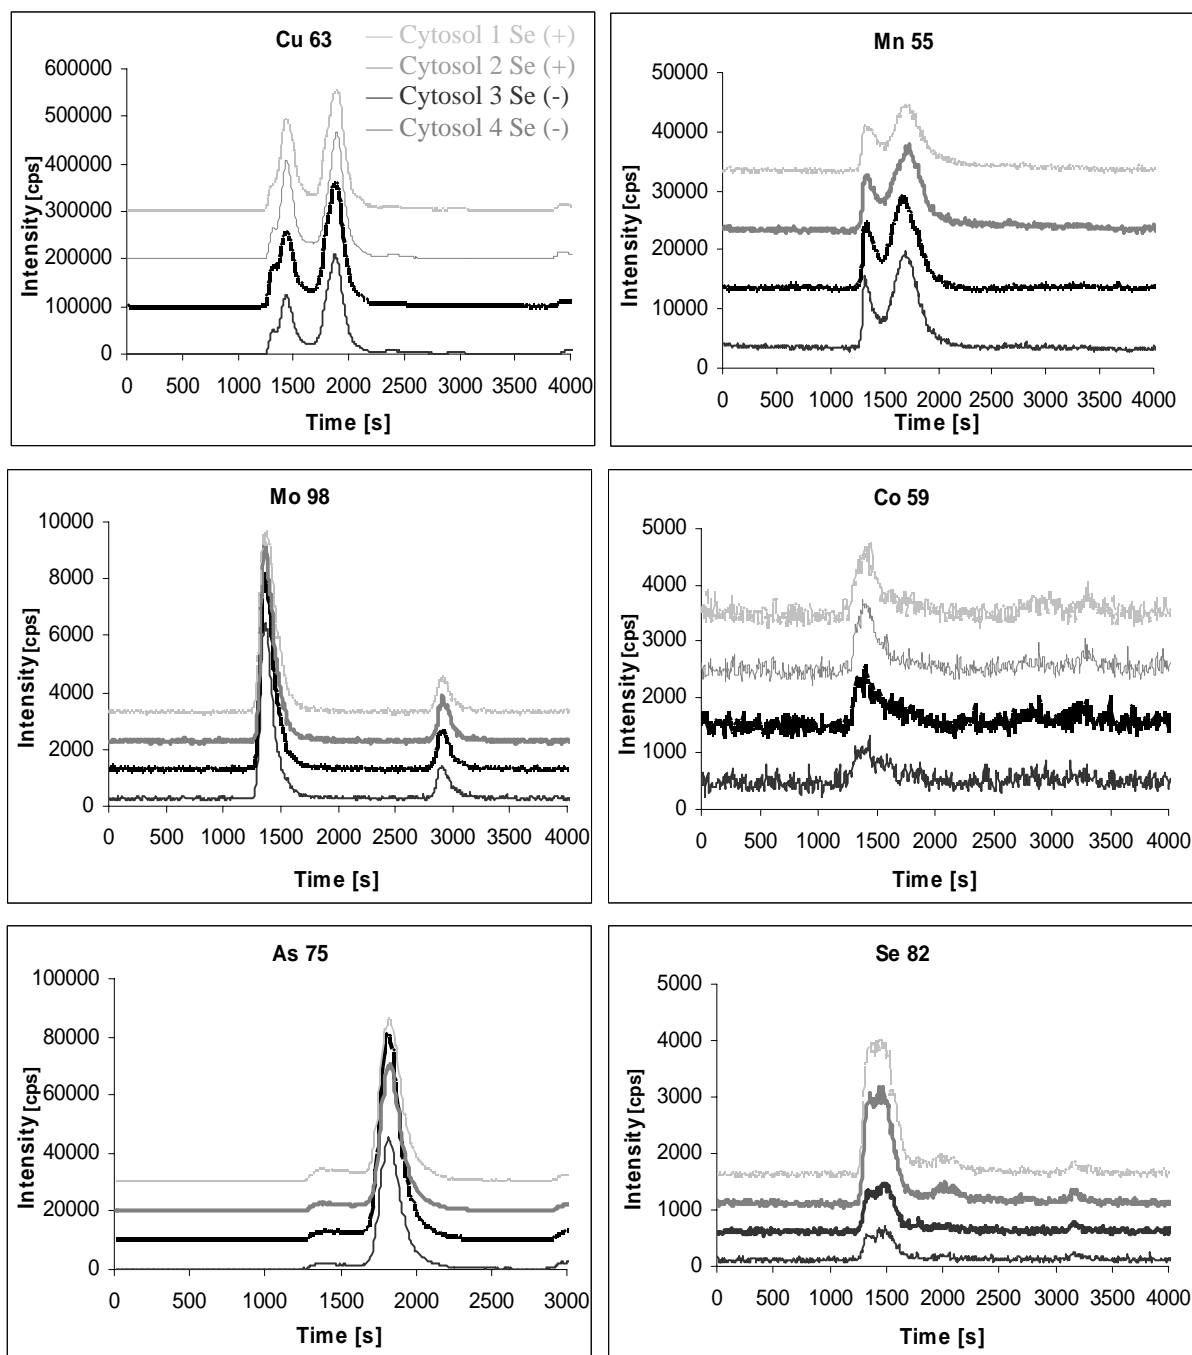 Cu 63
Cytosol 1 Se (+)
Cytosol 2 Se (+)
Cytosol 3 Se (-)
Cytosol 4 Se (-)
Intensity [cps]
600000
500000
400000
300000
200000
100000
0
0 500 1000 1500 2000 2500 3000 3500 4000
Time [s]
Mn 55
Intensity [cps]
50000
40000
30000
20000
10000
0
0 500 1000 1500 2000 2500 3000 3500 4000
Time [s]
Mo 98
Intensity [cps]
10000
8000
6000
4000
2000
0
0 500 1000 1500 2000 2500 3000 3500 4000
Time [s]
Co 59
Intensity [cps]
5000
4000
3000
2000
1000
0
0 500 1000 1500 2000 2500 3000 3500 4000
Time [s]
As 75
Intensity [cps]
100000
80000
60000
40000
20000
0
0 500 1000 1500 2000 2500 3000
Time [s]
Se 82
Intensity [cps]
5000
4000
3000
2000
1000
0
0 500 1000 1500 2000 2500 3000 3500 4000
Time [s]